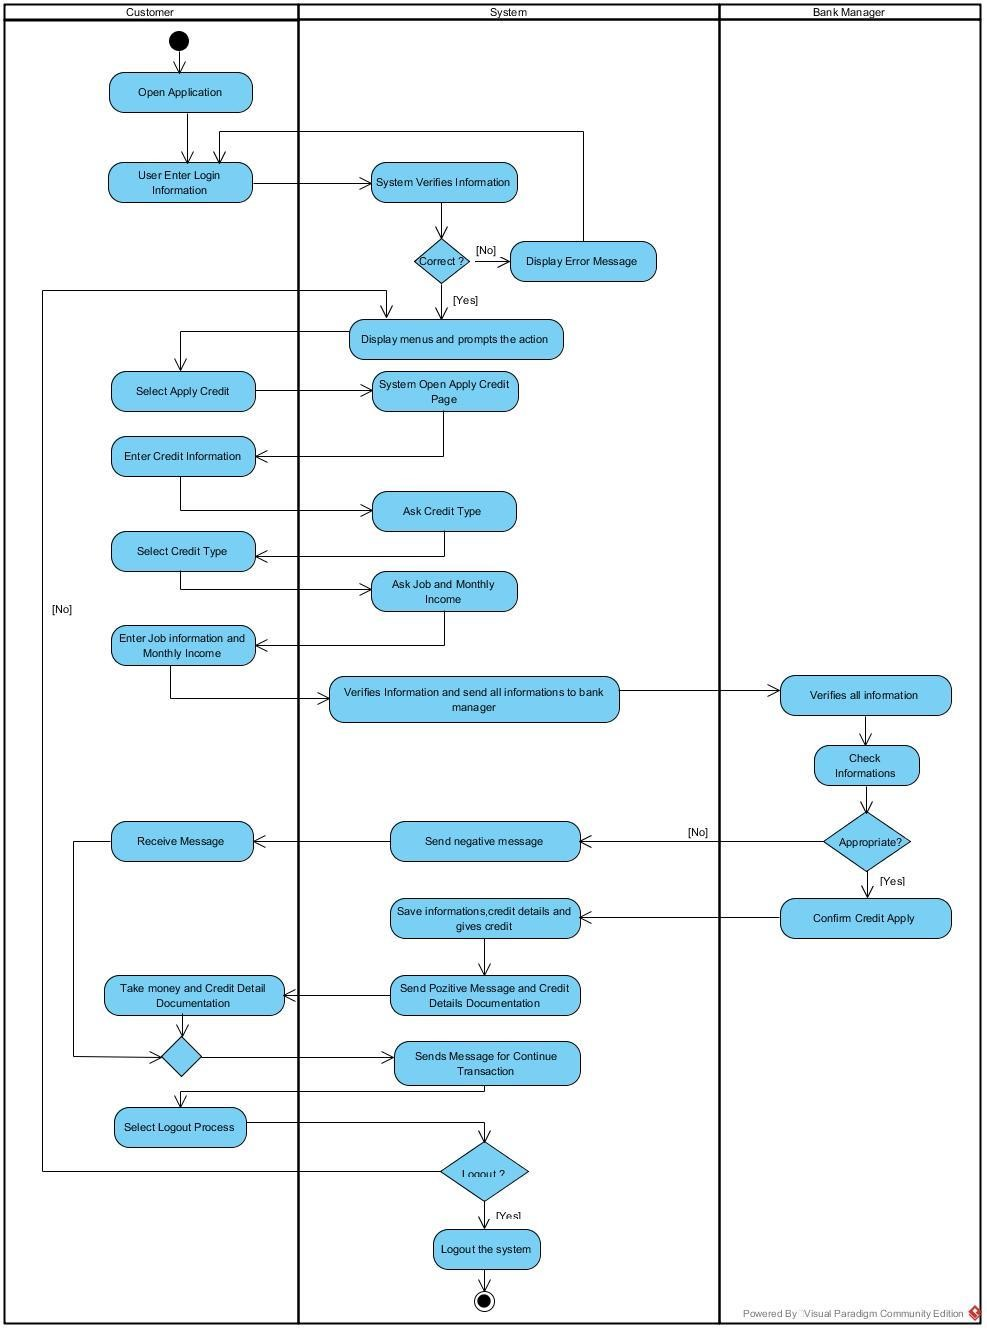 Customer
System
Bank Manager
Open Application
User Enter Login
Information
System Verifies Information
Correct ?
[No]
Display Error Message
[Yes]
Display menus and prompts the action
Select Apply Credit
System Open Apply Credit
Page
Enter Credit Information
Ask Credit Type
Select Credit Type
Ask Job and Monthly
Income
[No]
Enter Job information and
Monthly Income
Verifies Information and send all informations to bank
manager
Verifies all information
Check
Informations
Appropriate?
[No]
Send negative message
Receive Message
[Yes]
Confirm Credit Apply
Save informations,credit details and
gives credit
Send Pozitive Message and Credit
Details Documentation
Take money and Credit Detail
Documentation
Sends Message for Continue
Transaction
Select Logout Process
Logout ?
[Yes]
Logout the system
Powered By Visual Paradigm Community Edition